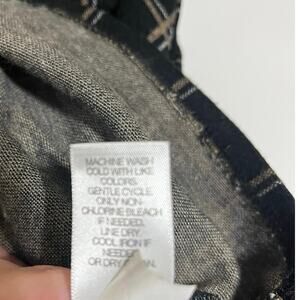 MACHINE WASH
COLD WITH LIKE
COLORS,
GENTLE CYCLE.
ONLY NON-
CHLORINE BLEACH
IF NEEDED.
LINE DRY.
COOL IRON IF
NEEDED
OR DRY CLEAN.